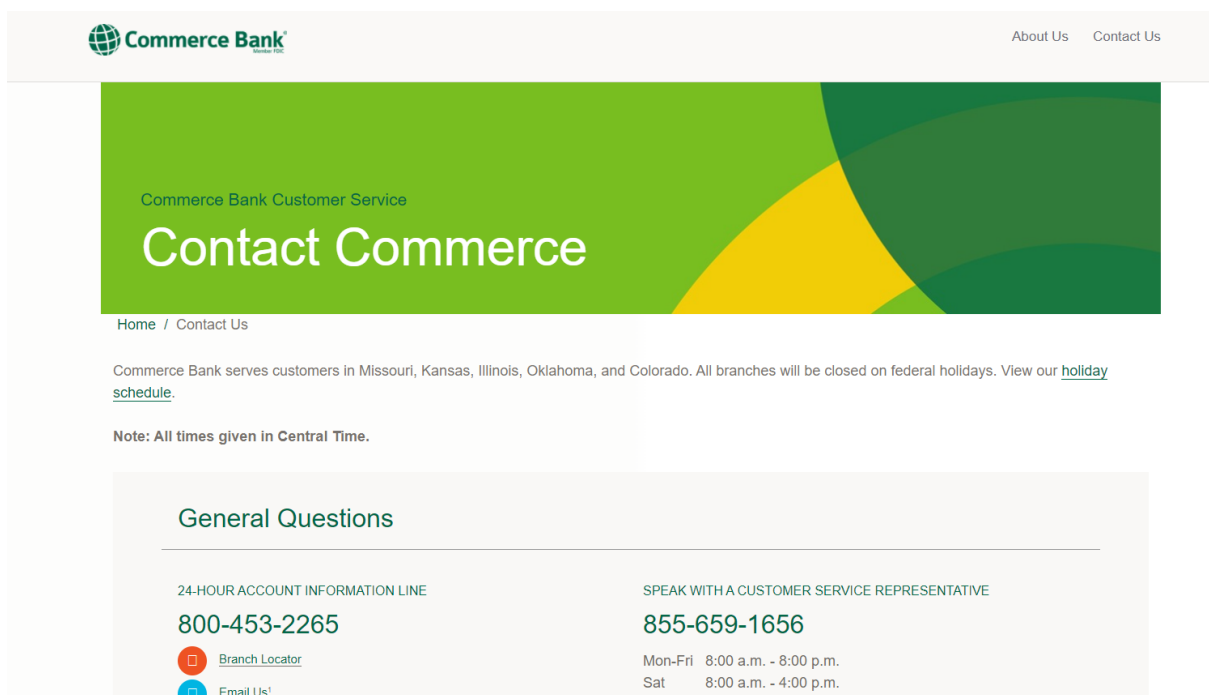 Commerce Bank
Member FDIC
About Us Contact Us
Commerce Bank Customer Service
Contact Commerce
Home / Contact Us
Commerce Bank serves customers in Missouri, Kansas, Illinois, Oklahoma, and Colorado. All branches will be closed on federal holidays. View our holiday
schedule.
Note: All times given in Central Time.
General Questions
24-HOUR ACCOUNT INFORMATION LINE
800-453-2265
Branch Locator
Email Us¹
SPEAK WITH A CUSTOMER SERVICE REPRESENTATIVE
855-659-1656
Mon-Fri 8:00 a.m. - 8:00 p.m.
Sat 8:00 a.m. - 4:00 p.m.